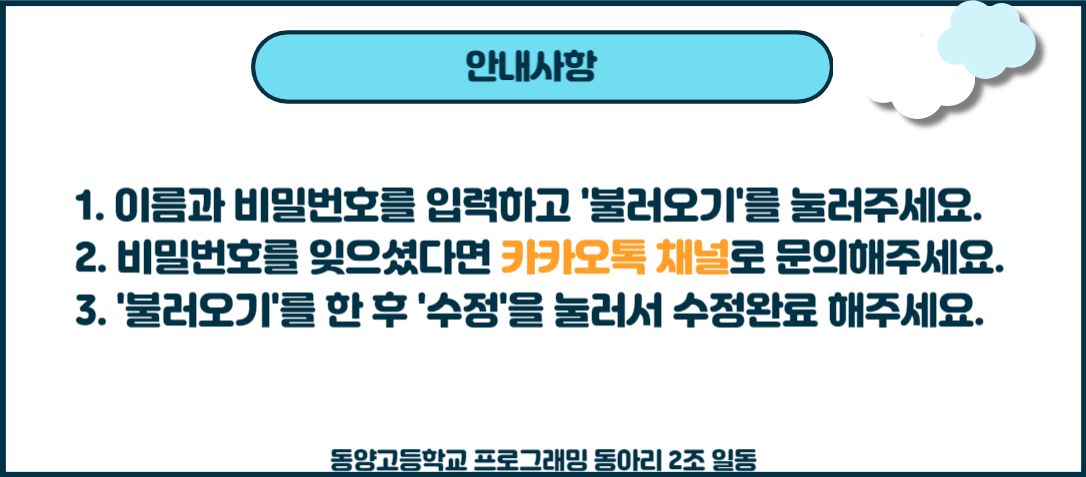 안내사항
1. 이름과 비밀번호를 입력하고 '불러오기'를 눌러주세요.
2. 비밀번호를 잊으셨다면 카카오톡 채널로 문의해주세요.
3. '불러오기'를 한 후 '수정'을 눌러서 수정완료 해주세요.
동양고등학교 프로그래밍 동아리 2조 일동